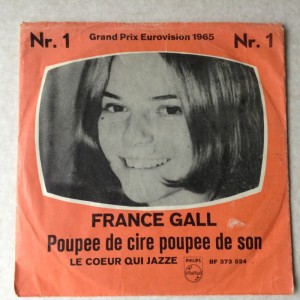 Nr. 1 Grand Prix Eurovision 1965 Nr. 1
FRANCE GALL
Poupee de cire poupee de son
LE COEUR QUI JAZZE PHILIPS BF 373 524